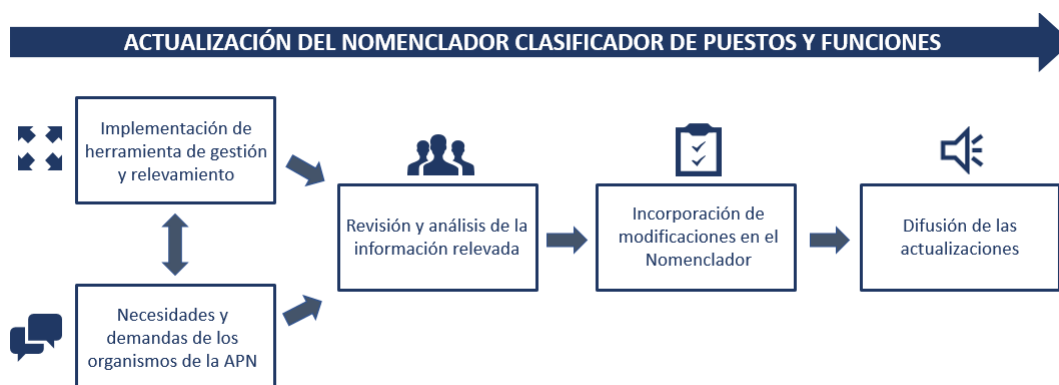 ACTUALIZACIÓN DEL NOMENCLADOR CLASIFICADOR DE PUESTOS Y FUNCIONES
Implementación de
herramienta de gestión
y relevamiento
Necesidades y
demandas de los
organismos de la APN
Revisión y análisis de la
información relevada
Incorporación de
modificaciones en el
Nomenclador
Difusión de las
actualizaciones